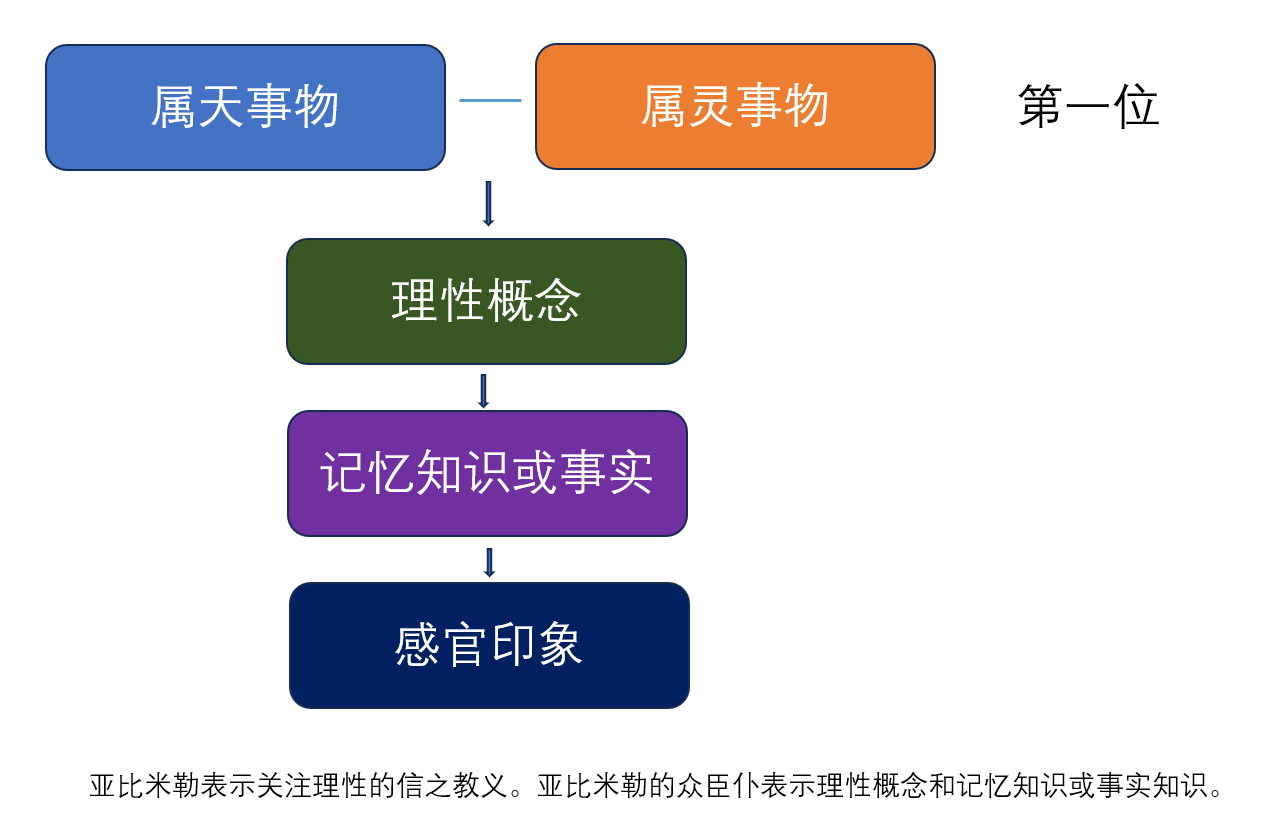 属天事物
属灵事物
第一位
理性概念
记忆知识或事实
感官印象
亚比米勒表示关注理性的信之教义。亚比米勒的众臣仆表示理性概念和记忆知识或事实知识。